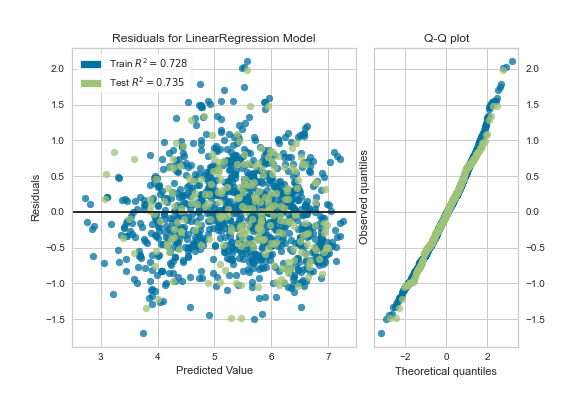 Residuals for LinearRegression Model
Train R² = 0.728
Test R² = 0.735
2.0
1.5
1.0
0.5
0.0
−0.5
−1.0
−1.5
Residuals
3 4 5 6 7
Predicted Value
Q-Q plot
Observed quantiles
2.0
1.5
1.0
0.5
0.0
−0.5
−1.0
−1.5
−2 0 2
Theoretical quantiles